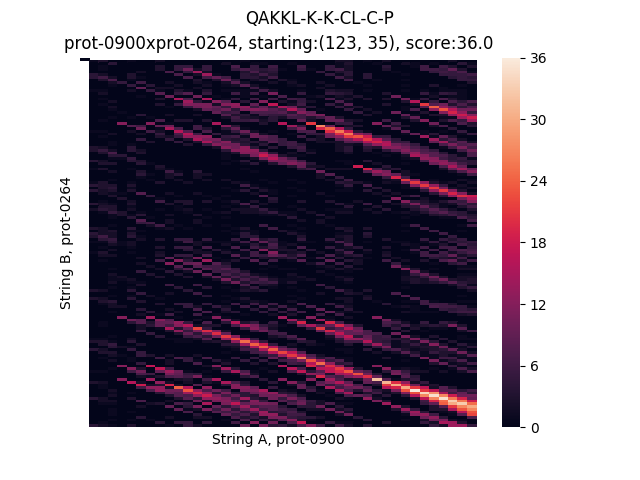 QAKKL-K-K-CL-C-P
prot-0900xprot-0264, starting:(123, 35), score:36.0
String B, prot-0264
String A, prot-0900
36
30
24
18
12
6
0